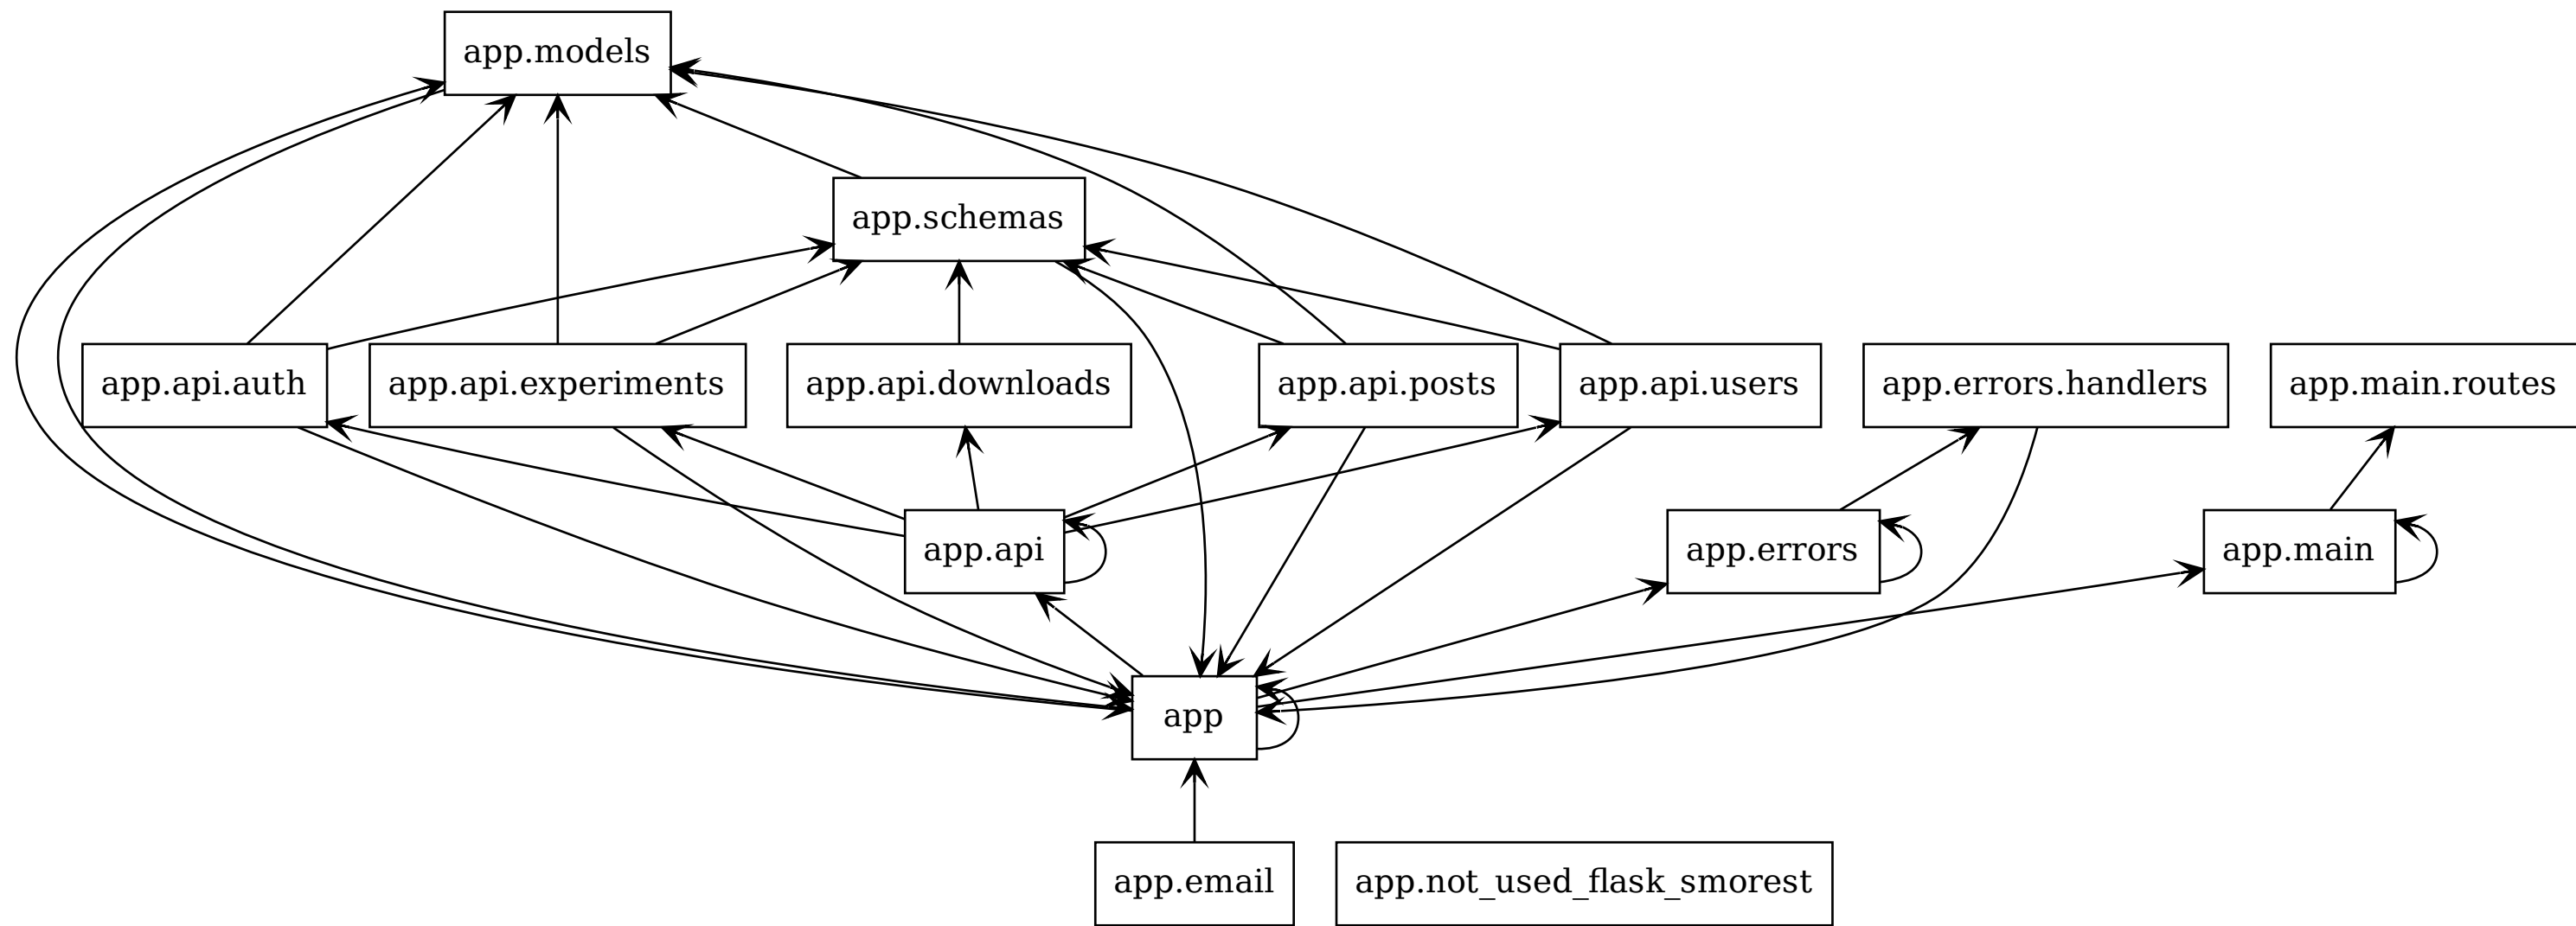 app.models
app.schemas
app.api.auth
app.api.experiments
app.api.downloads
app.api.posts
app.api.users
app.errors.handlers
app.main.routes
app.api
app.errors
app.main
app
app.email
app.not_used_flask_smorest